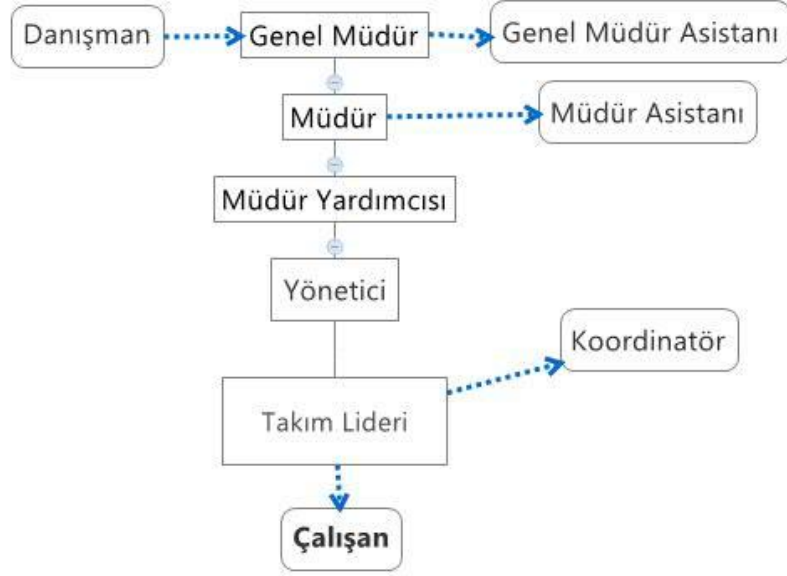 Danışman
Genel Müdür
Genel Müdür Asistanı
Müdür
Müdür Asistanı
Müdür Yardımcısı
Yönetici
Koordinatör
Takım Lideri
Çalışan